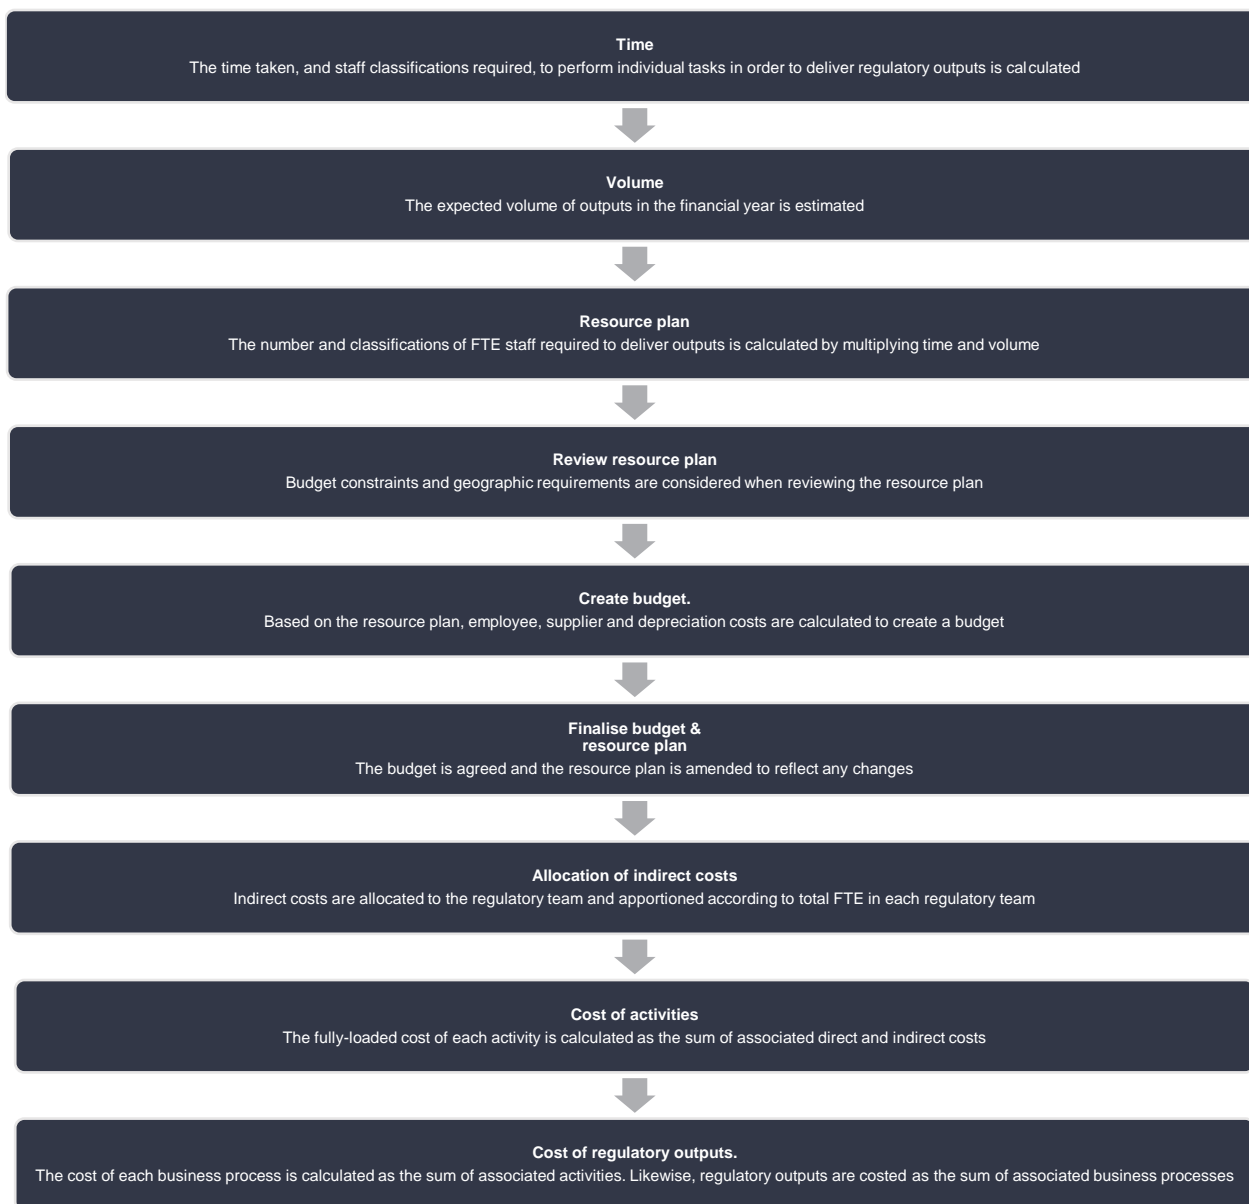 Time
The time taken, and staff classifications required, to perform individual tasks in order to deliver regulatory outputs is calculated
Volume
The expected volume of outputs in the financial year is estimated
Resource plan
The number and classifications of FTE staff required to deliver outputs is calculated by multiplying time and volume
Review resource plan
Budget constraints and geographic requirements are considered when reviewing the resource plan
Create budget.
Based on the resource plan, employee, supplier and depreciation costs are calculated to create a budget
Finalise budget &
resource plan
The budget is agreed and the resource plan is amended to reflect any changes
Allocation of indirect costs
Indirect costs are allocated to the regulatory team and apportioned according to total FTE in each regulatory team
Cost of activities
The fully-loaded cost of each activity is calculated as the sum of associated direct and indirect costs
Cost of regulatory outputs.
The cost of each business process is calculated as the sum of associated activities. Likewise, regulatory outputs are costed as the sum of associated business processes